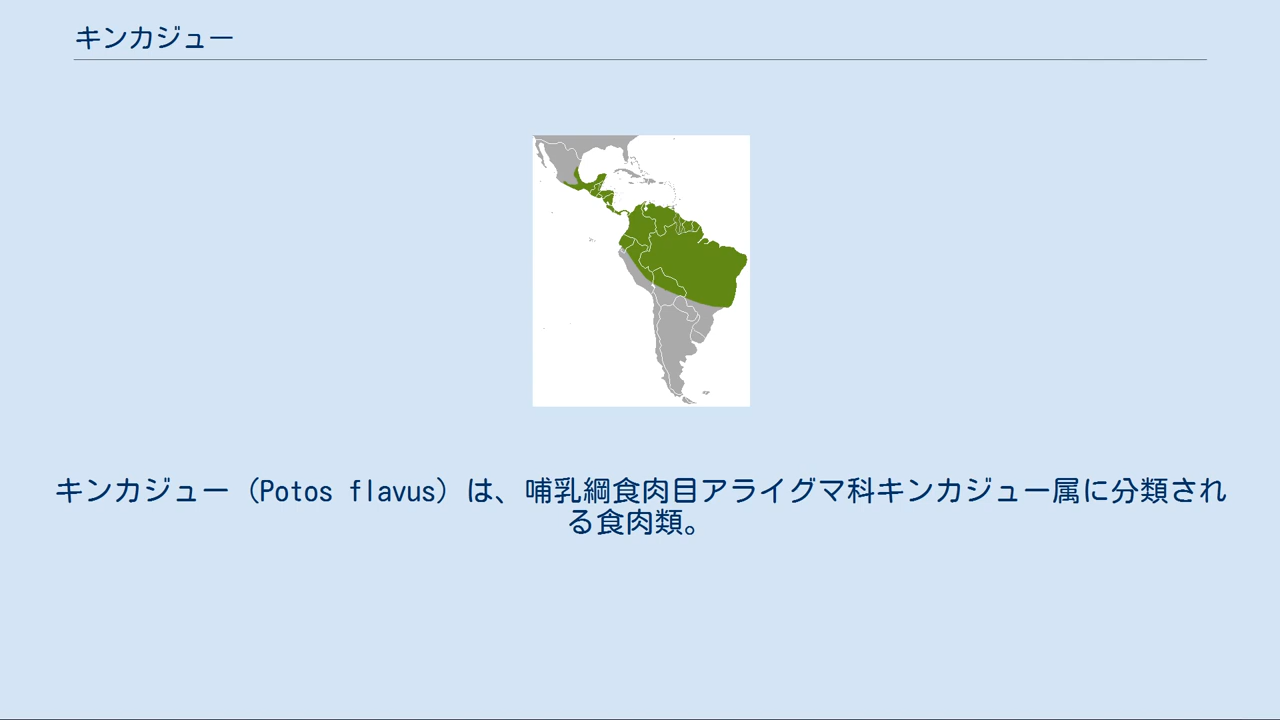 キンカジュー
キンカジュー（Potos flavus）は、哺乳綱食肉目アライグマ科キンカジュー属に分類され
る食肉類。